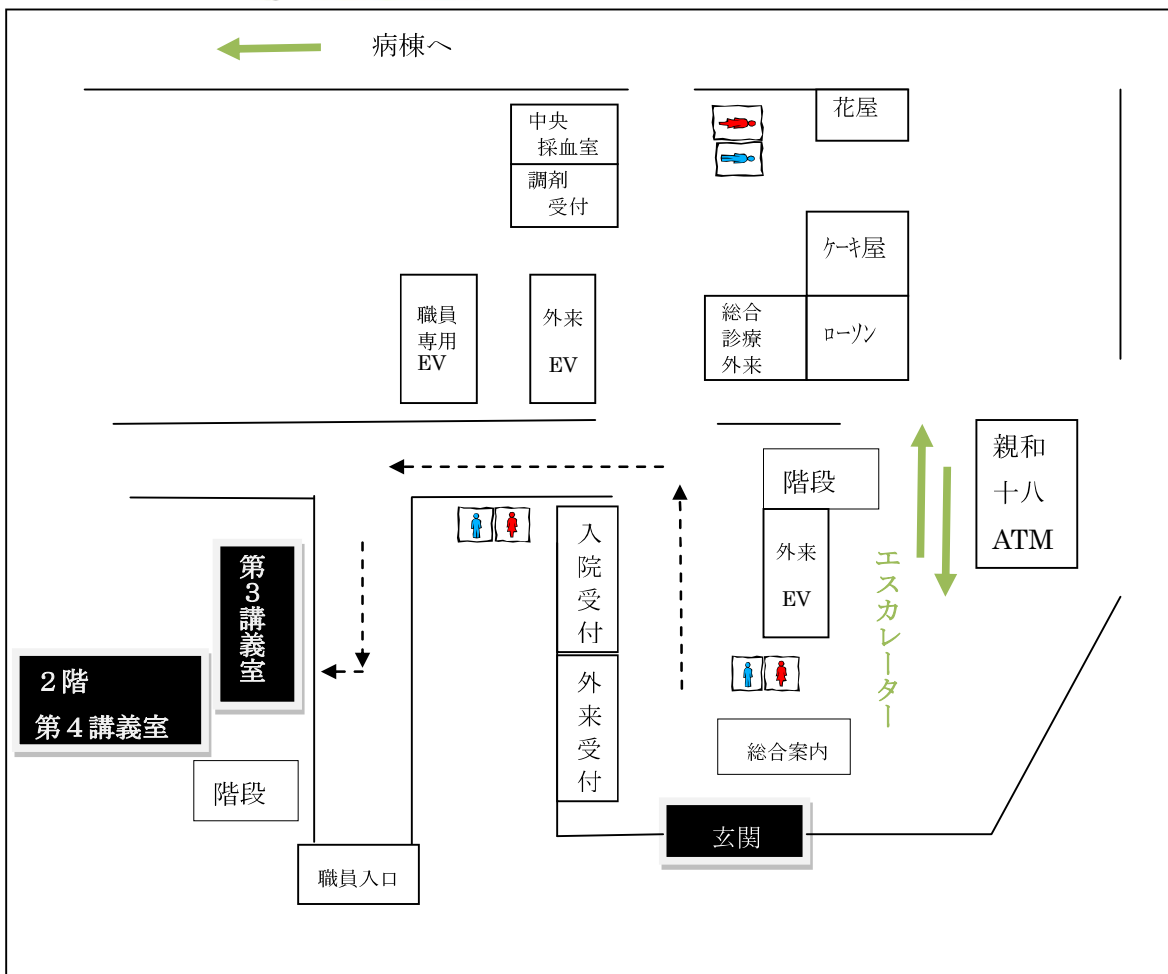 病棟へ
花屋
中央
採血室
調剤
受付
ｹｰｷ屋
職員
専用
EV
外来
EV
総合
診療
外来
ﾛｰｿﾝ
親和
十八
ATM
階段
外来
EV
エスカレーター
入院受付
外来受付
第３講義室
２階
第４講義室
階段
総合案内
玄関
職員入口